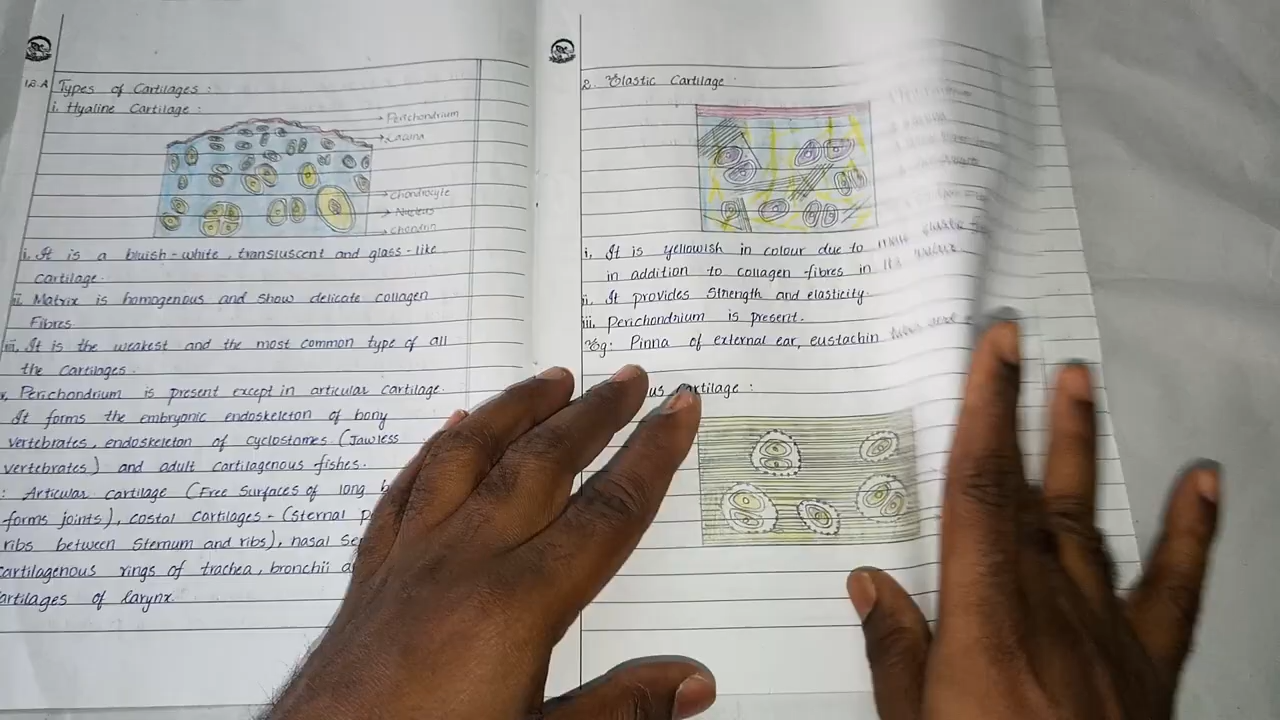 12.A Types of Cartilages :
i. Hyaline Cartilage :
Perichondrium
Lacuna
Chondrocyte
Nucleus
Chondrin
i. It is a bluish-white, transluscent and glass-like
cartilage.
ii. Matrix is homogenous and show delicate collagen
Fibres.
iii. It is the weakest and the most common type of all
the Cartilages.
Perichondrium is present except in articular cartilage.
It forms the embryonic endoskeleton of bony
vertebrates, endoskeleton of cyclostomes (Jawless
vertebrates) and adult cartilagenous fishes.
: Articular cartilage (Free Surfaces of long
forms joints), costal Cartilages - (Sternal
ribs between Sternum and ribs), nasal
cartilagenous rings of trachea, bronchii
artilages of larynx.
2. Elastic Cartilage :
i. It is yellowish in colour due to
in addition to collagen fibres in its
ii. It provides Strength and elasticity.
iii. Perichondrium is present.
Eg: Pinna of external ear, eustachin
us Cartilage :